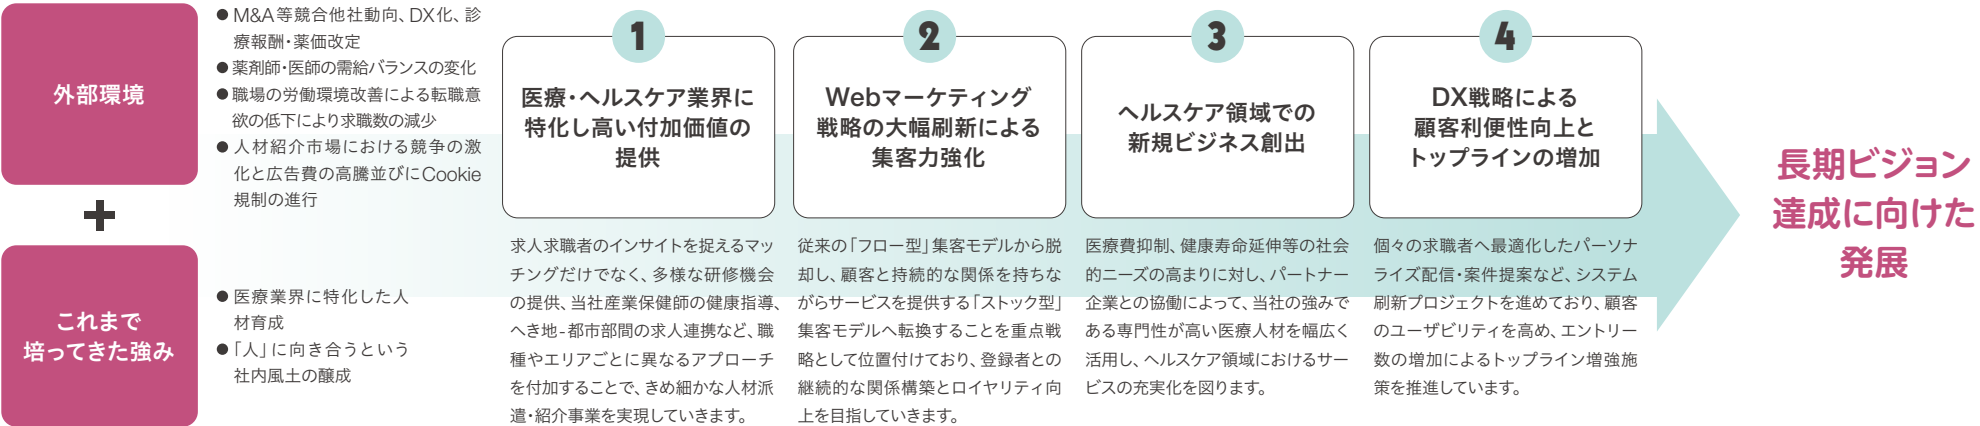 外部環境
●M&A等競合他社動向、DX化、診
療報酬・薬価改定
●薬剤師・医師の需給バランスの変化
●職場の労働環境改善による転職意
欲の低下により求職数の減少
●人材紹介市場における競争の激
化と広告費の高騰並びにCookie
規制の進行
+
これまで
培ってきた強み
●医療業界に特化した人
材育成
●「人」に向き合うという
社内風土の醸成
1
医療・ヘルスケア業界に
特化し高い付加価値の
提供
求人求職者のインサイトを捉えるマッ
チングだけでなく、多様な研修機会
の提供、当社産業保健師の健康指導、
へき地-都市部間の求人連携など、職
種やエリアごとに異なるアプローチ
を付加することで、きめ細かな人材派
遣・紹介事業を実現していきます。
2
Webマーケティング
戦略の大幅刷新による
集客力強化
従来の「フロー型」集客モデルから脱
却し、顧客と持続的な関係を持ちな
がらサービスを提供する「ストック型」
集客モデルへ転換することを重点戦
略として位置付けており、登録者との
継続的な関係構築とロイヤリティ向
上を目指していきます。
3
ヘルスケア領域での
新規ビジネス創出
医療費抑制、健康寿命延伸等の社会
的ニーズの高まりに対し、パートナー
企業との協働によって、当社の強みで
ある専門性が高い医療人材を幅広く
活用し、ヘルスケア領域におけるサー
ビスの充実化を図ります。
4
DX戦略による
顧客利便性向上と
トップラインの増加
個々の求職者へ最適化したパーソナ
ライズ配信・案件提案など、システム
刷新プロジェクトを進めており、顧客
のユーザビリティを高め、エントリー
数の増加によるトップライン増強施
策を推進しています。
長期ビジョン
達成に向けた
発展